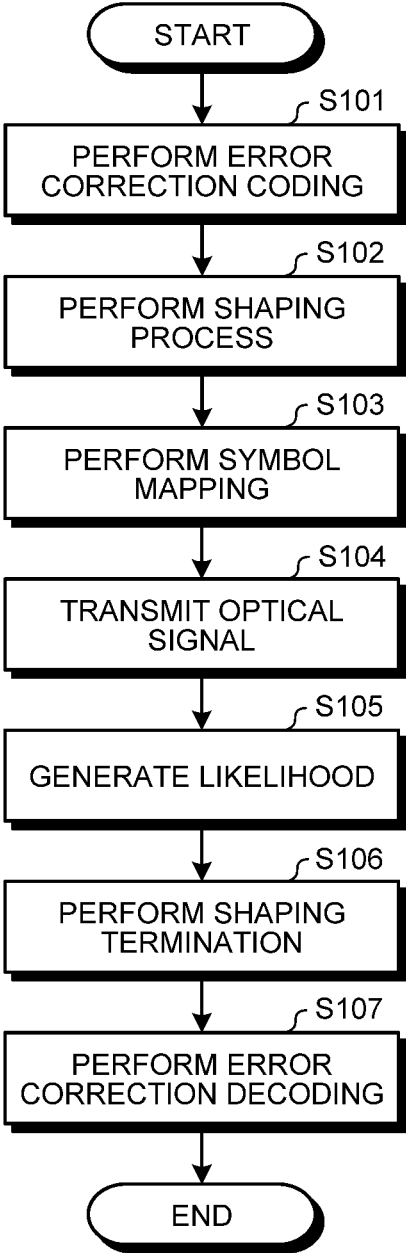 START
S101
PERFORM ERROR
CORRECTION CODING
S102
PERFORM SHAPING
PROCESS
S103
PERFORM SYMBOL
MAPPING
S104
TRANSMIT OPTICAL
SIGNAL
S105
GENERATE LIKELIHOOD
S106
PERFORM SHAPING
TERMINATION
S107
PERFORM ERROR
CORRECTION DECODING
END